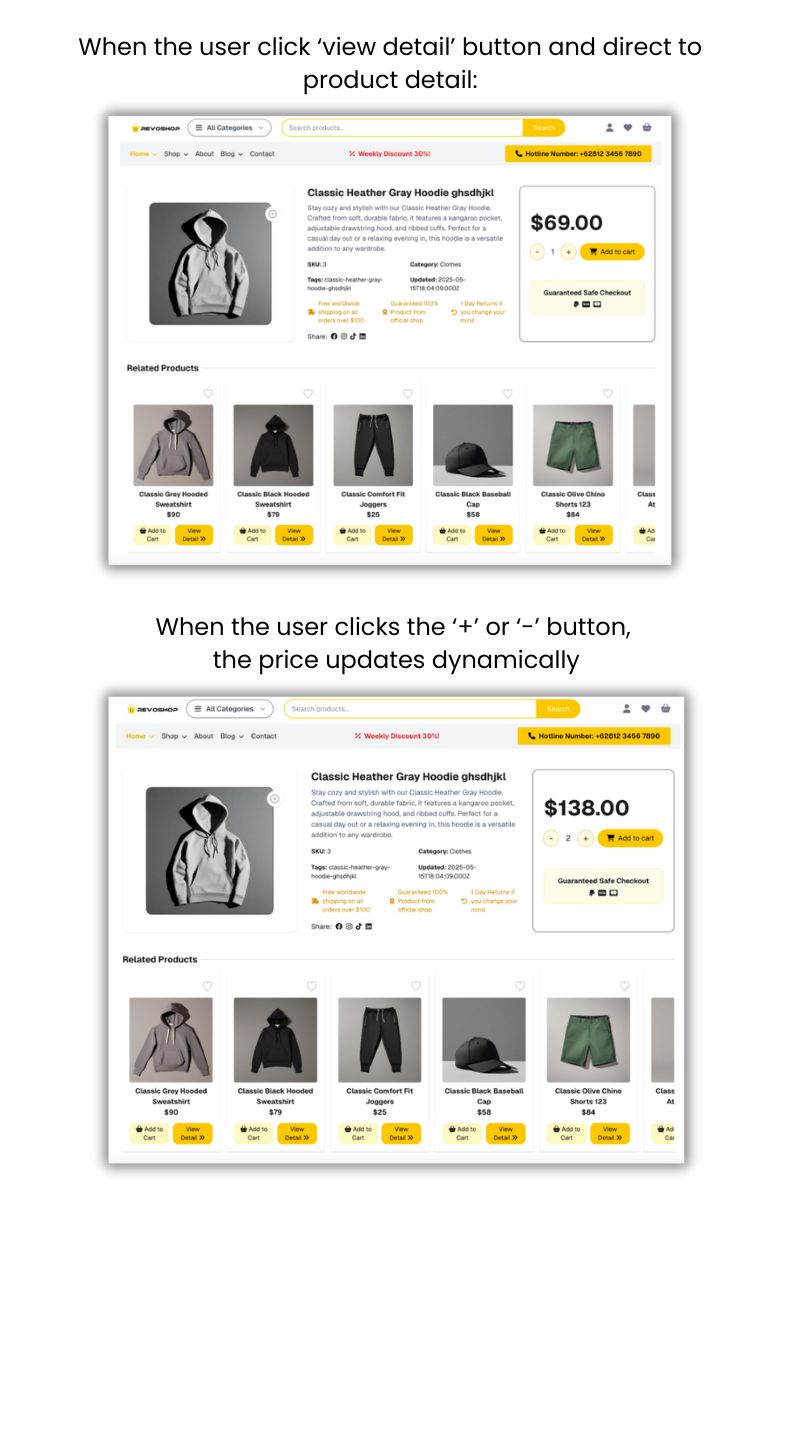 When the user click ‘view detail’ button and direct to
product detail:
REVOSHOP
All Categories
Search products...
Search
Home
Shop
About
Blog
Contact
Weekly Discount 30%!
Hotline Number: +62812 3456 7890
Classic Heather Gray Hoodie ghsdhjkl
Stay cozy and stylish with our Classic Heather Gray Hoodie.
Crafted from soft, durable fabric, it features a kangaroo pocket,
adjustable drawstring hood, and ribbed cuffs. Perfect for a
casual day out or a relaxing evening in, this hoodie is a versatile
addition to any wardrobe.
SKU: 3
Category: Clothes
Tags: classic-heather-gray-
hoodie-ghsdhjkl
Updated: 2025-05-
15T18:04:09.000Z
Free worldwide
shipping on all
orders over $100
Guaranteed 100%
Product from
official shop
1 Day Returns if
you change your
mind
Share:
$69.00
- 1 +
Add to cart
Guaranteed Safe Checkout
Related Products
Classic Grey Hooded
Sweatshirt
$90
Add to
Cart
View
Detail
Classic Black Hooded
Sweatshirt
$79
Add to
Cart
View
Detail
Classic Comfort Fit
Joggers
$25
Add to
Cart
View
Detail
Classic Black Baseball
Cap
$58
Add to
Cart
View
Detail
Classic Olive Chino
Shorts 123
$84
Add to
Cart
View
Detail
Class
At
Ad
Ca
When the user clicks the ‘+’ or ‘-’ button,
the price updates dynamically
REVOSHOP
All Categories
Search products...
Search
Home
Shop
About
Blog
Contact
Weekly Discount 30%!
Hotline Number: +62812 3456 7890
Classic Heather Gray Hoodie ghsdhjkl
Stay cozy and stylish with our Classic Heather Gray Hoodie.
Crafted from soft, durable fabric, it features a kangaroo pocket,
adjustable drawstring hood, and ribbed cuffs. Perfect for a
casual day out or a relaxing evening in, this hoodie is a versatile
addition to any wardrobe.
SKU: 3
Category: Clothes
Tags: classic-heather-gray-
hoodie-ghsdhjkl
Updated: 2025-05-
15T18:04:09.000Z
Free worldwide
shipping on all
orders over $100
Guaranteed 100%
Product from
official shop
1 Day Returns if
you change your
mind
Share:
$138.00
- 2 +
Add to cart
Guaranteed Safe Checkout
Related Products
Classic Grey Hooded
Sweatshirt
$90
Add to
Cart
View
Detail
Classic Black Hooded
Sweatshirt
$79
Add to
Cart
View
Detail
Classic Comfort Fit
Joggers
$25
Add to
Cart
View
Detail
Classic Black Baseball
Cap
$58
Add to
Cart
View
Detail
Classic Olive Chino
Shorts 123
$84
Add to
Cart
View
Detail
Class
At
Ad
Ca